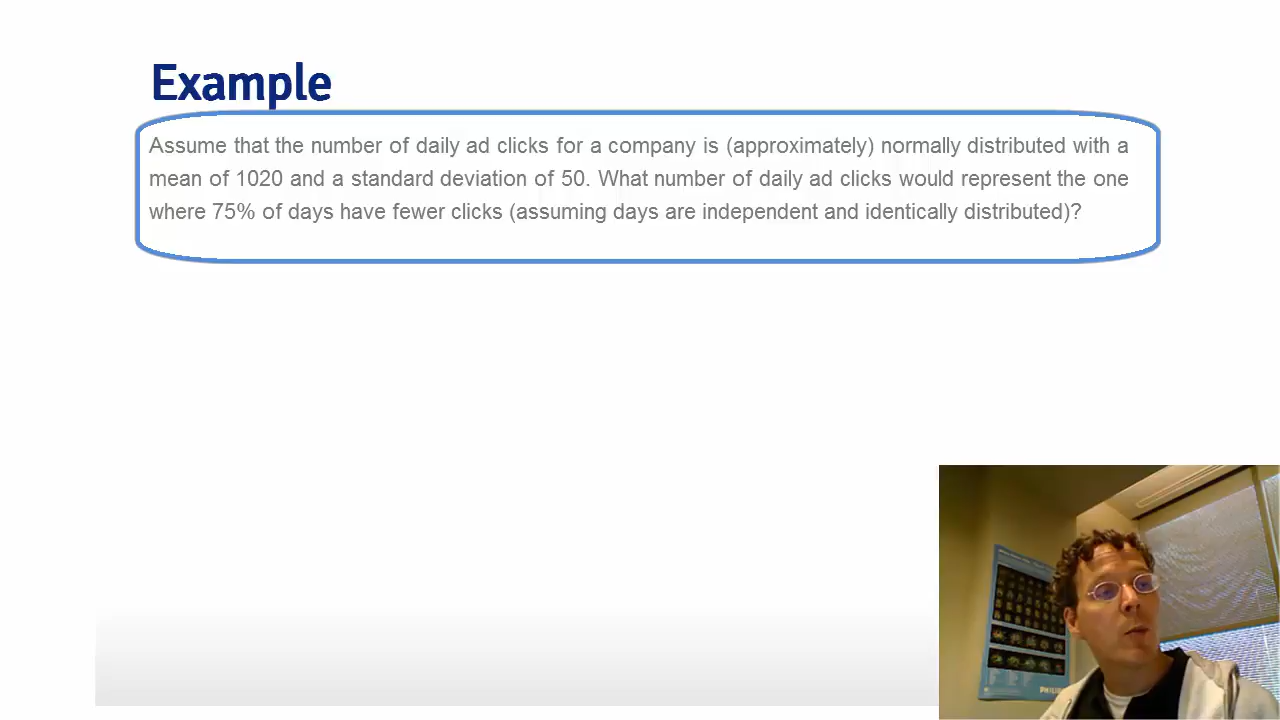 Example
Assume that the number of daily ad clicks for a company is (approximately) normally distributed with a
mean of 1020 and a standard deviation of 50. What number of daily ad clicks would represent the one
where 75% of days have fewer clicks (assuming days are independent and identically distributed)?